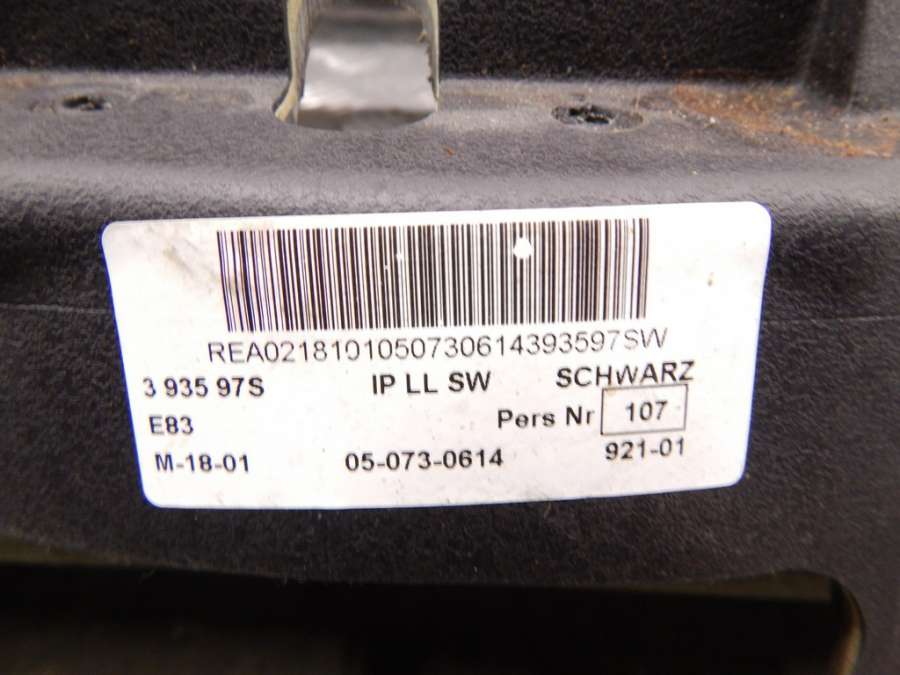 REA0218101050730614393597SW
3 935 97S IP LL SW SCHWARZ
E83 Pers Nr 107
M-18-01 05-073-0614 921-01